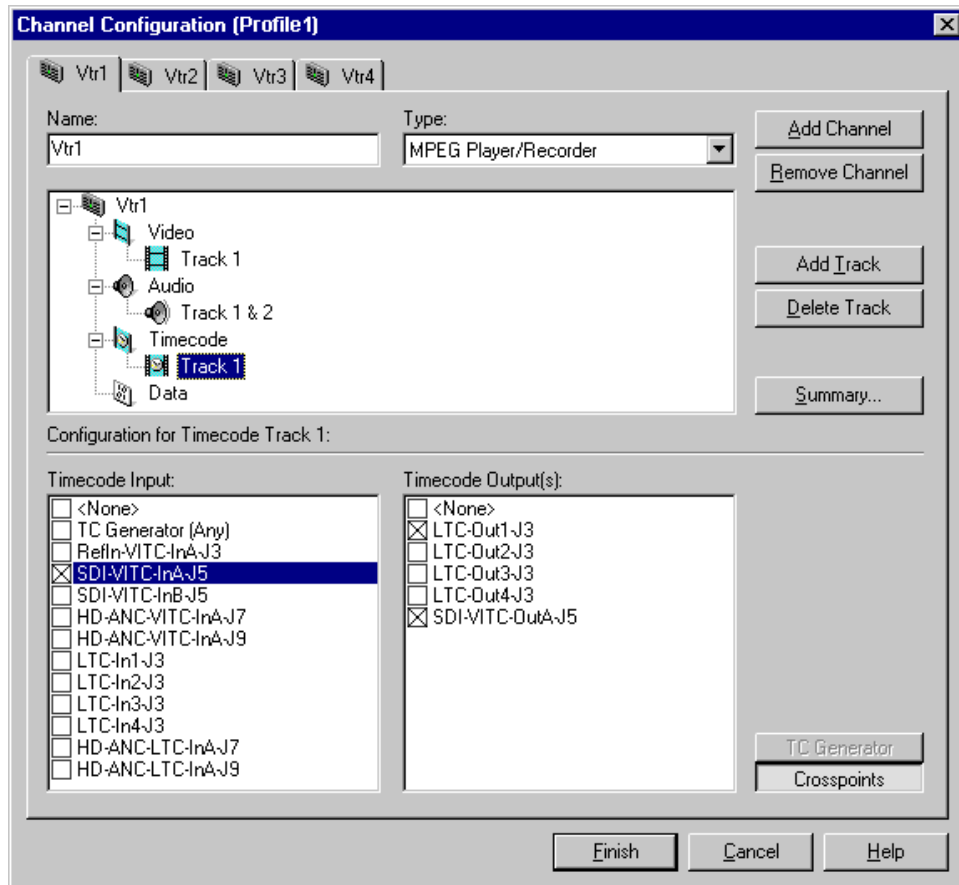 Channel Configuration (Profile1)
Vtr1 Vtr2 Vtr3 Vtr4
Name:
Type:
Vtr1
MPEG Player/Recorder
Add Channel
Remove Channel
Vtr1
Video
Track 1
Audio
Track 1 & 2
Timecode
Track 1
Data
Add Track
Delete Track
Summary...
Configuration for Timecode Track 1:
Timecode Input:
<None>
TC Generator (Any)
RefIn-VITC-InA-J3
SDI-VITC-InA-J5
SDI-VITC-InB-J5
HD-ANC-VITC-InA-J7
HD-ANC-VITC-InA-J9
LTC-In1-J3
LTC-In2-J3
LTC-In3-J3
LTC-In4-J3
HD-ANC-LTC-InA-J7
HD-ANC-LTC-InA-J9
Timecode Output(s):
<None>
LTC-Out1-J3
LTC-Out2-J3
LTC-Out3-J3
LTC-Out4-J3
SDI-VITC-OutA-J5
TC Generator
Crosspoints
Finish
Cancel
Help